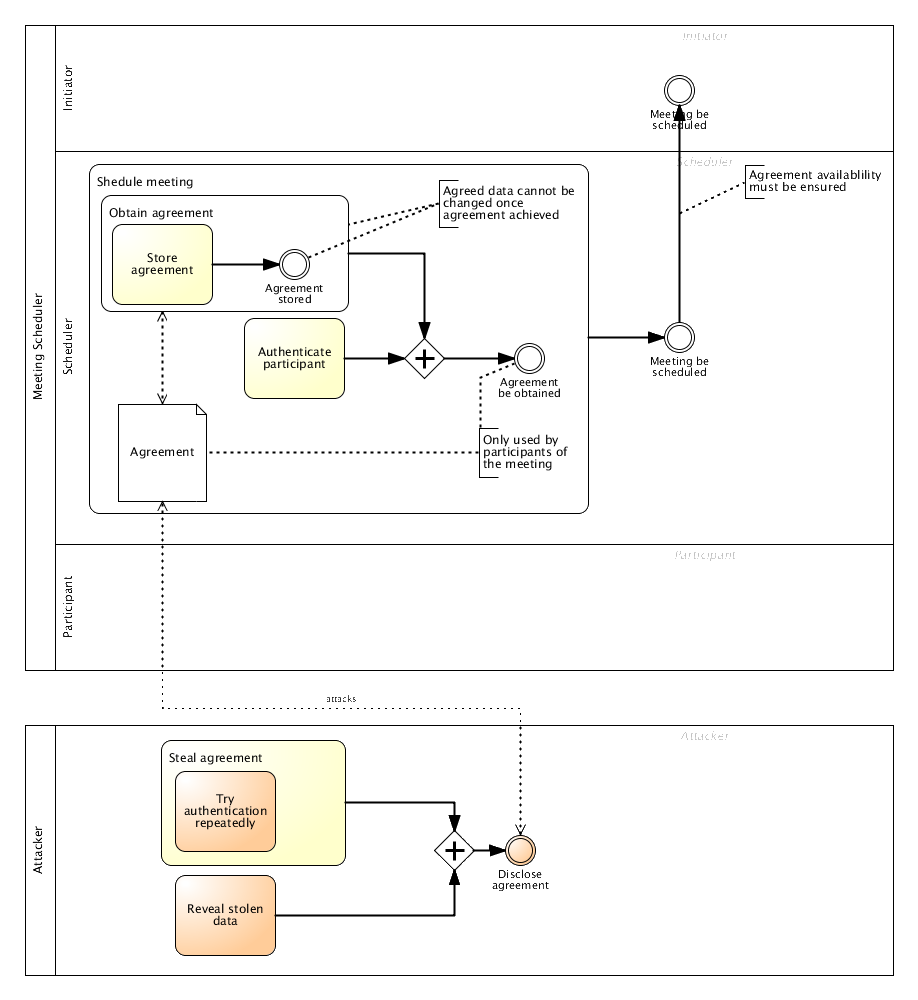 Initiator
Initiator
Meeting be
scheduled
Meeting Scheduler
Scheduler
Scheduler
Shedule meeting
Obtain agreement
Store
agreement
Agreement
stored
Agreed data cannot be
changed once
agreement achieved
Agreement availablility
must be ensured
Authenticate
participant
Agreement
be obtained
Meeting be
scheduled
Agreement
Only used by
participants of
the meeting
Participant
Participant
attacks
Attacker
Attacker
Steal agreement
Try
authentication
repeatedly
Reveal stolen
data
Disclose
agreement